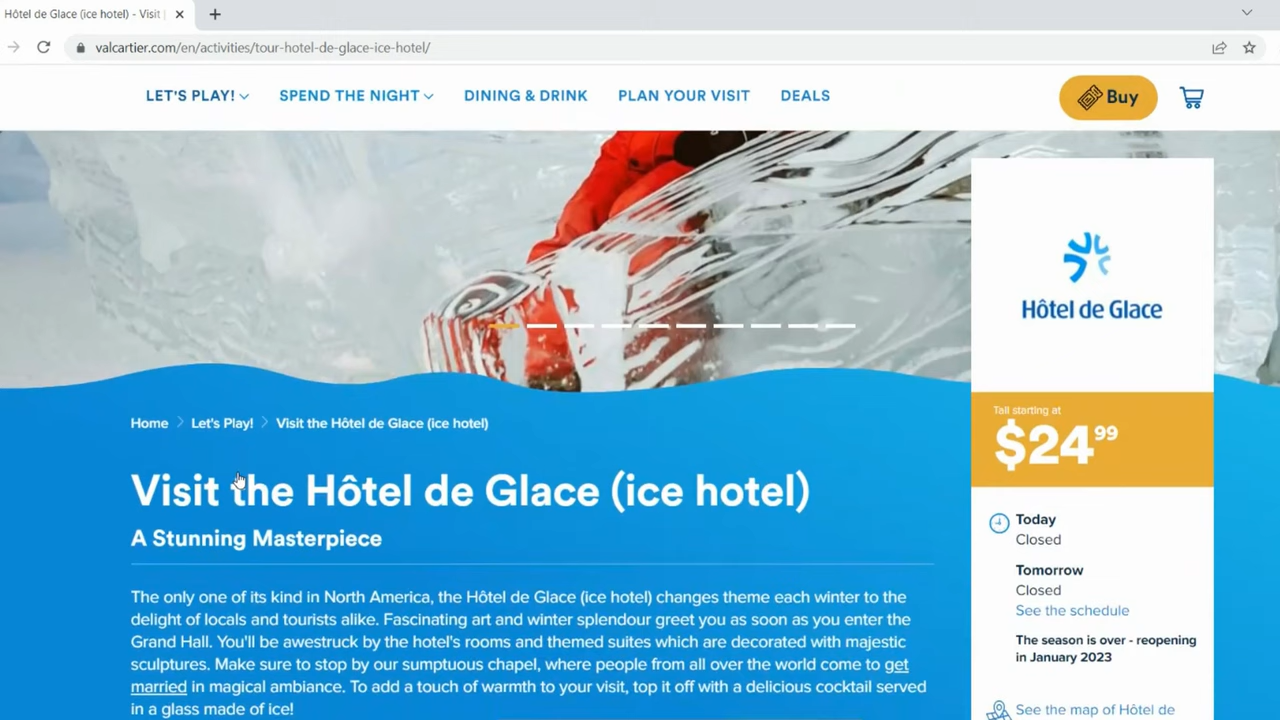 Hôtel de Glace (ice hotel) - Visit
valcartier.com/en/activities/tour-hotel-de-glace-ice-hotel/
LET'S PLAY! SPEND THE NIGHT DINING & DRINK PLAN YOUR VISIT DEALS
Buy
Hôtel de Glace
Tall starting at
$24 99
Home Let's Play! Visit the Hôtel de Glace (ice hotel)
Visit the Hôtel de Glace (ice hotel)
A Stunning Masterpiece
The only one of its kind in North America, the Hôtel de Glace (ice hotel) changes theme each winter to the
delight of locals and tourists alike. Fascinating art and winter splendour greet you as soon as you enter the
Grand Hall. You'll be awestruck by the hotel's rooms and themed suites which are decorated with majestic
sculptures. Make sure to stop by our sumptuous chapel, where people from all over the world come to get
married in magical ambiance. To add a touch of warmth to your visit, top it off with a delicious cocktail served
in a glass made of ice!
Today
Closed
Tomorrow
Closed
See the schedule
The season is over - reopening
in January 2023
See the map of Hôtel de